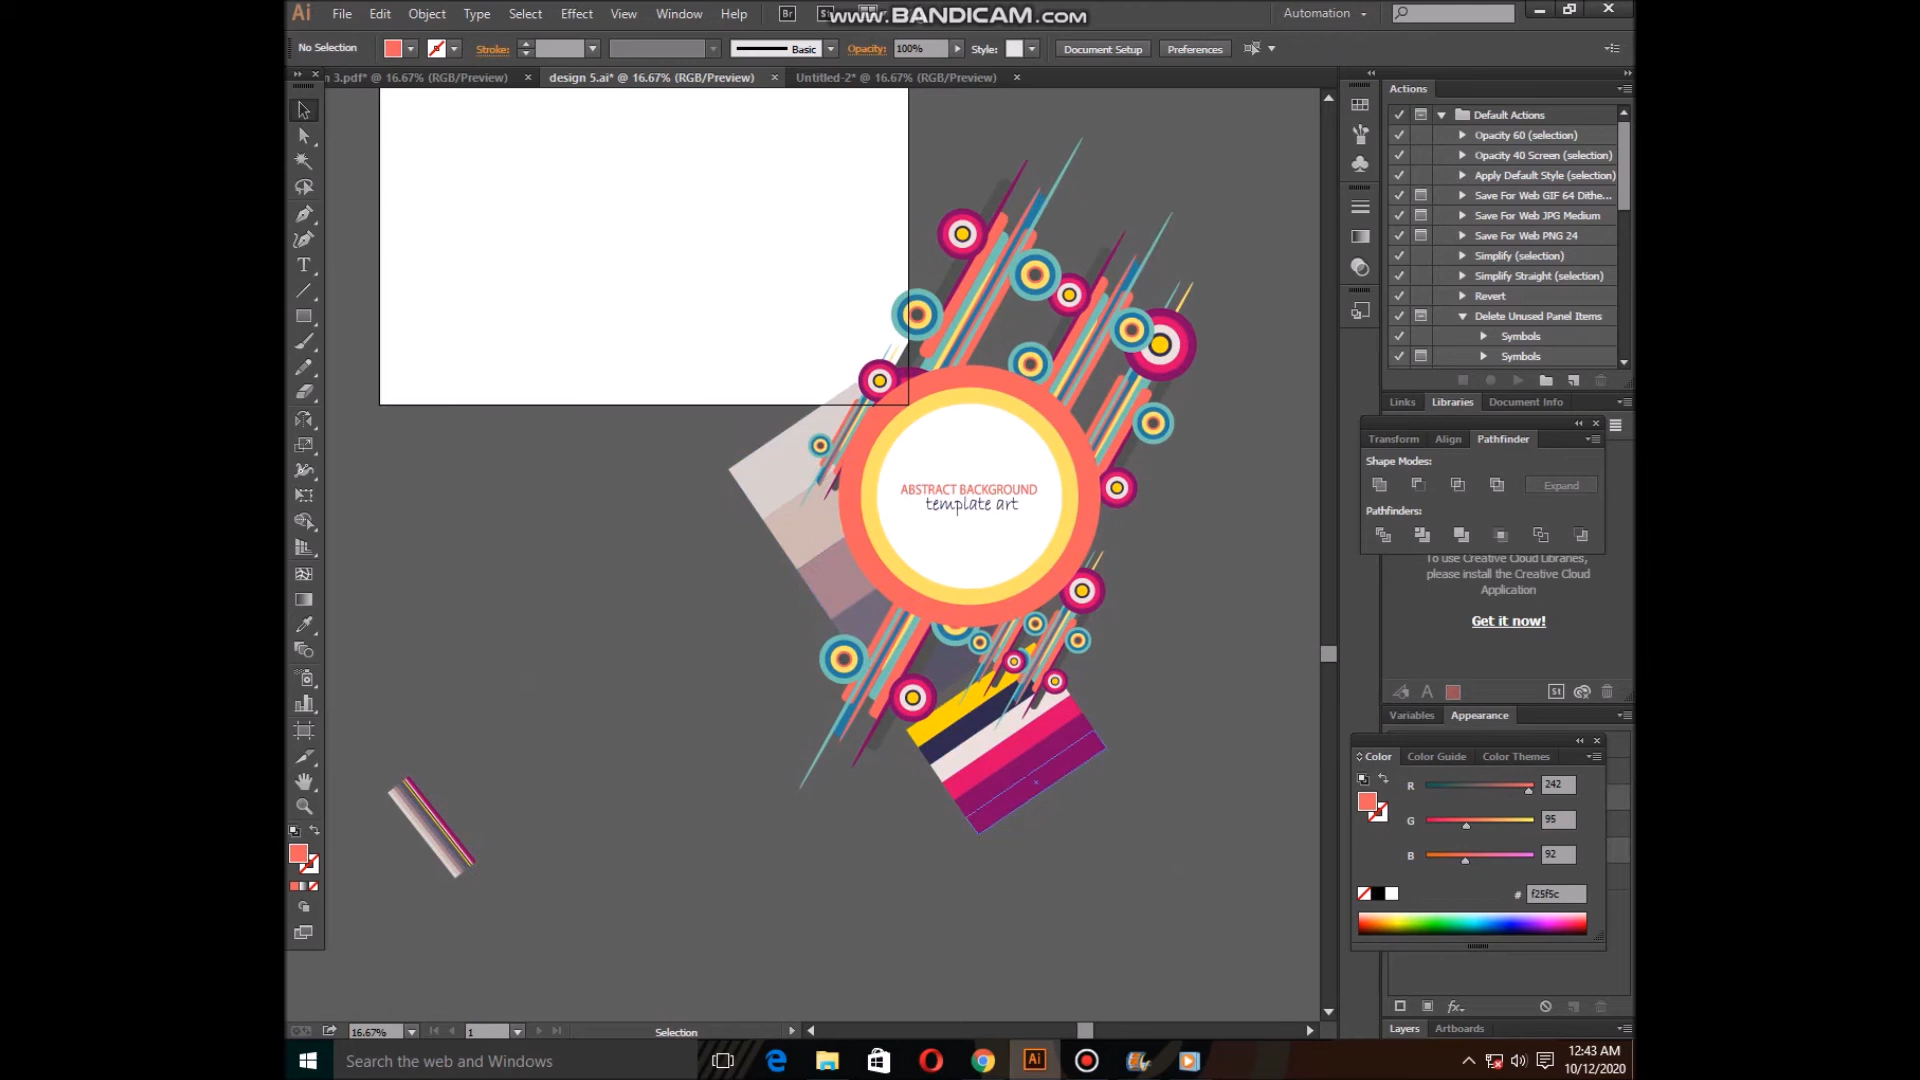 Ai File Edit Object Type Select Effect View Window Help Br St www.BANDICAM.com Automation
No Selection Stroke: Basic Opacity: 100% Style: Document Setup Preferences
n 3.pdf* @ 16.67% (RGB/Preview) × design 5.ai* @ 16.67% (RGB/Preview) × Untitled-2* @ 16.67% (RGB/Preview) ×
Actions
Default Actions
Opacity 60 (selection)
Opacity 40 Screen (selection)
Apply Default Style (selection)
Save For Web GIF 64 Dithe...
Save For Web JPG Medium
Save For Web PNG 24
Simplify (selection)
Simplify Straight (selection)
Revert
Delete Unused Panel Items
Symbols
Symbols
Links Libraries Document Info
Transform Align Pathfinder
Shape Modes:
Expand
Pathfinders:
To use Creative Cloud Libraries,
please install the Creative Cloud
Application
Get it now!
ABSTRACT BACKGROUND
template art
St
Variables Appearance
Color Color Guide Color Themes
R 242
G 95
B 92
# f25f5c
fx
16.67% 1 Selection
Layers Artboards
Search the web and Windows
Ai
12:43 AM
10/12/2020